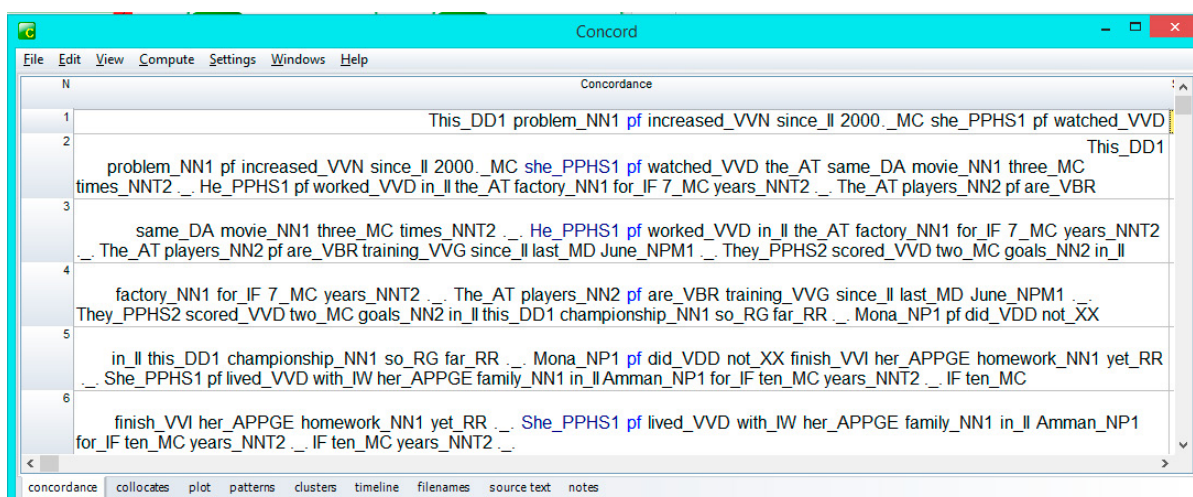 Concord
File Edit View Compute Settings Windows Help
N Concordance
1 This_DD1 problem_NN1 pf increased_VVN since_II 2000._MC she_PPHS1 pf watched_VVD
2 This_DD1
problem_NN1 pf increased_VVN since_II 2000._MC she_PPHS1 pf watched_VVD the_AT same_DA movie_NN1 three_MC
times_NNT2 ._. He_PPHS1 pf worked_VVD in_II the_AT factory_NN1 for_IF 7_MC years_NNT2 ._. The_AT players_NN2 pf are_VBR
3
same_DA movie_NN1 three_MC times_NNT2 ._. He_PPHS1 pf worked_VVD in_II the_AT factory_NN1 for_IF 7_MC years_NNT2
._. The_AT players_NN2 pf are_VBR training_VVG since_II last_MD June_NPM1 ._. They_PPHS2 scored_VVD two_MC goals_NN2 in_II
4
factory_NN1 for_IF 7_MC years_NNT2 ._. The_AT players_NN2 pf are_VBR training_VVG since_II last_MD June_NPM1 ._.
They_PPHS2 scored_VVD two_MC goals_NN2 in_II this_DD1 championship_NN1 so_RG far_RR ._. Mona_NP1 pf did_VDD not_XX
5
in_II this_DD1 championship_NN1 so_RG far_RR ._. Mona_NP1 pf did_VDD not_XX finish_VVI her_APPGE homework_NN1 yet_RR
._. She_PPHS1 pf lived_VVD with_IW her_APPGE family_NN1 in_II Amman_NP1 for_IF ten_MC years_NNT2 ._. IF ten_MC
6
finish_VVI her_APPGE homework_NN1 yet_RR ._. She_PPHS1 pf lived_VVD with_IW her_APPGE family_NN1 in_II Amman_NP1
for_IF ten_MC years_NNT2 ._. IF ten_MC years_NNT2 ._.
concordance collocates plot patterns clusters timeline filenames source text notes